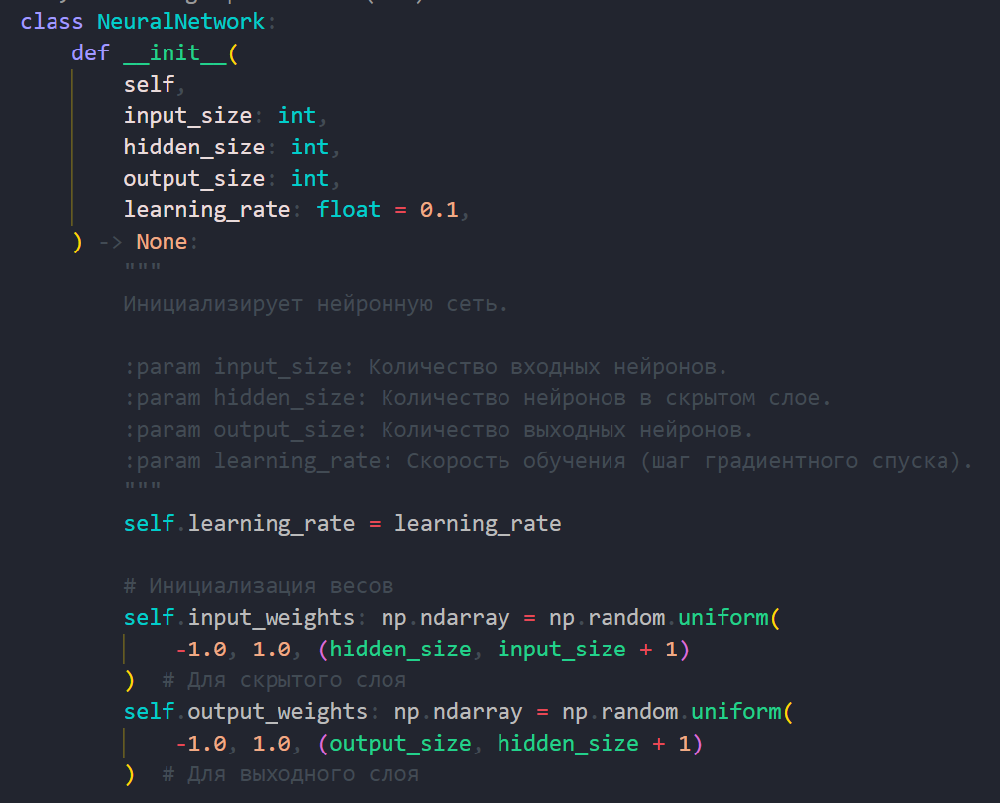 class NeuralNetwork:
    def __init__(
        self,
        input_size: int,
        hidden_size: int,
        output_size: int,
        learning_rate: float = 0.1,
    ) -> None:
        """
        Инициализирует нейронную сеть.

        :param input_size: Количество входных нейронов.
        :param hidden_size: Количество нейронов в скрытом слое.
        :param output_size: Количество выходных нейронов.
        :param learning_rate: Скорость обучения (шаг градиентного спуска).
        """
        self.learning_rate = learning_rate

        # Инициализация весов
        self.input_weights: np.ndarray = np.random.uniform(
            -1.0, 1.0, (hidden_size, input_size + 1)
        )  # Для скрытого слоя
        self.output_weights: np.ndarray = np.random.uniform(
            -1.0, 1.0, (output_size, hidden_size + 1)
        )  # Для выходного слоя